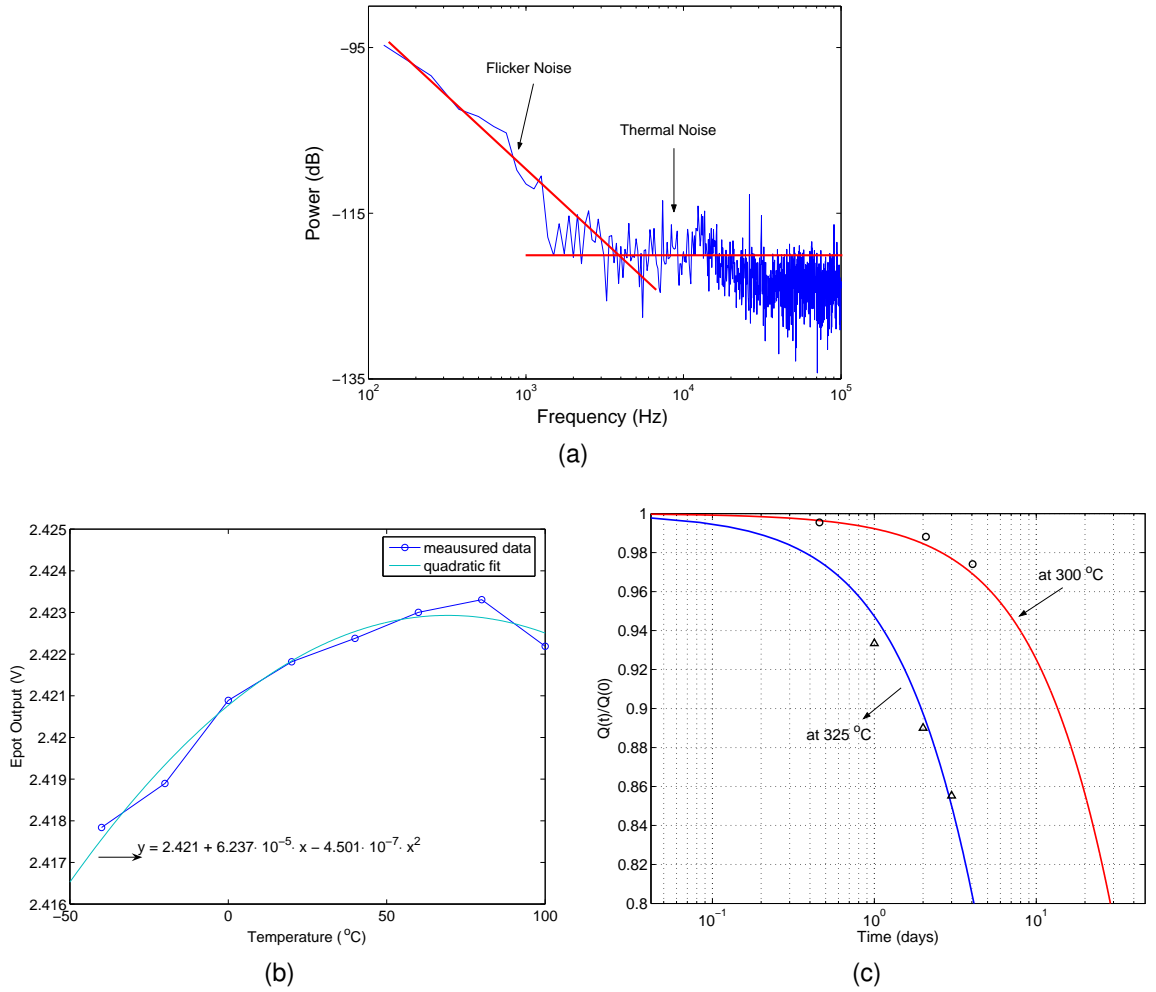 −95
−115
−135
Power (dB)
Flicker Noise
Thermal Noise
10^2
10^3
10^4
10^5
Frequency (Hz)
(a)
2.425
2.424
2.423
2.422
2.421
2.42
2.419
2.418
2.417
2.416
Epot Output (V)
meausured data
quadratic fit
y = 2.421 + 6.237· 10^−5· x − 4.501· 10^−7· x^2
−50
0
50
100
Temperature (°C)
(b)
1
0.98
0.96
0.94
0.92
0.9
0.88
0.86
0.84
0.82
0.8
Q(t)/Q(0)
at 300 °C
at 325 °C
10^−1
10^0
10^1
Time (days)
(c)